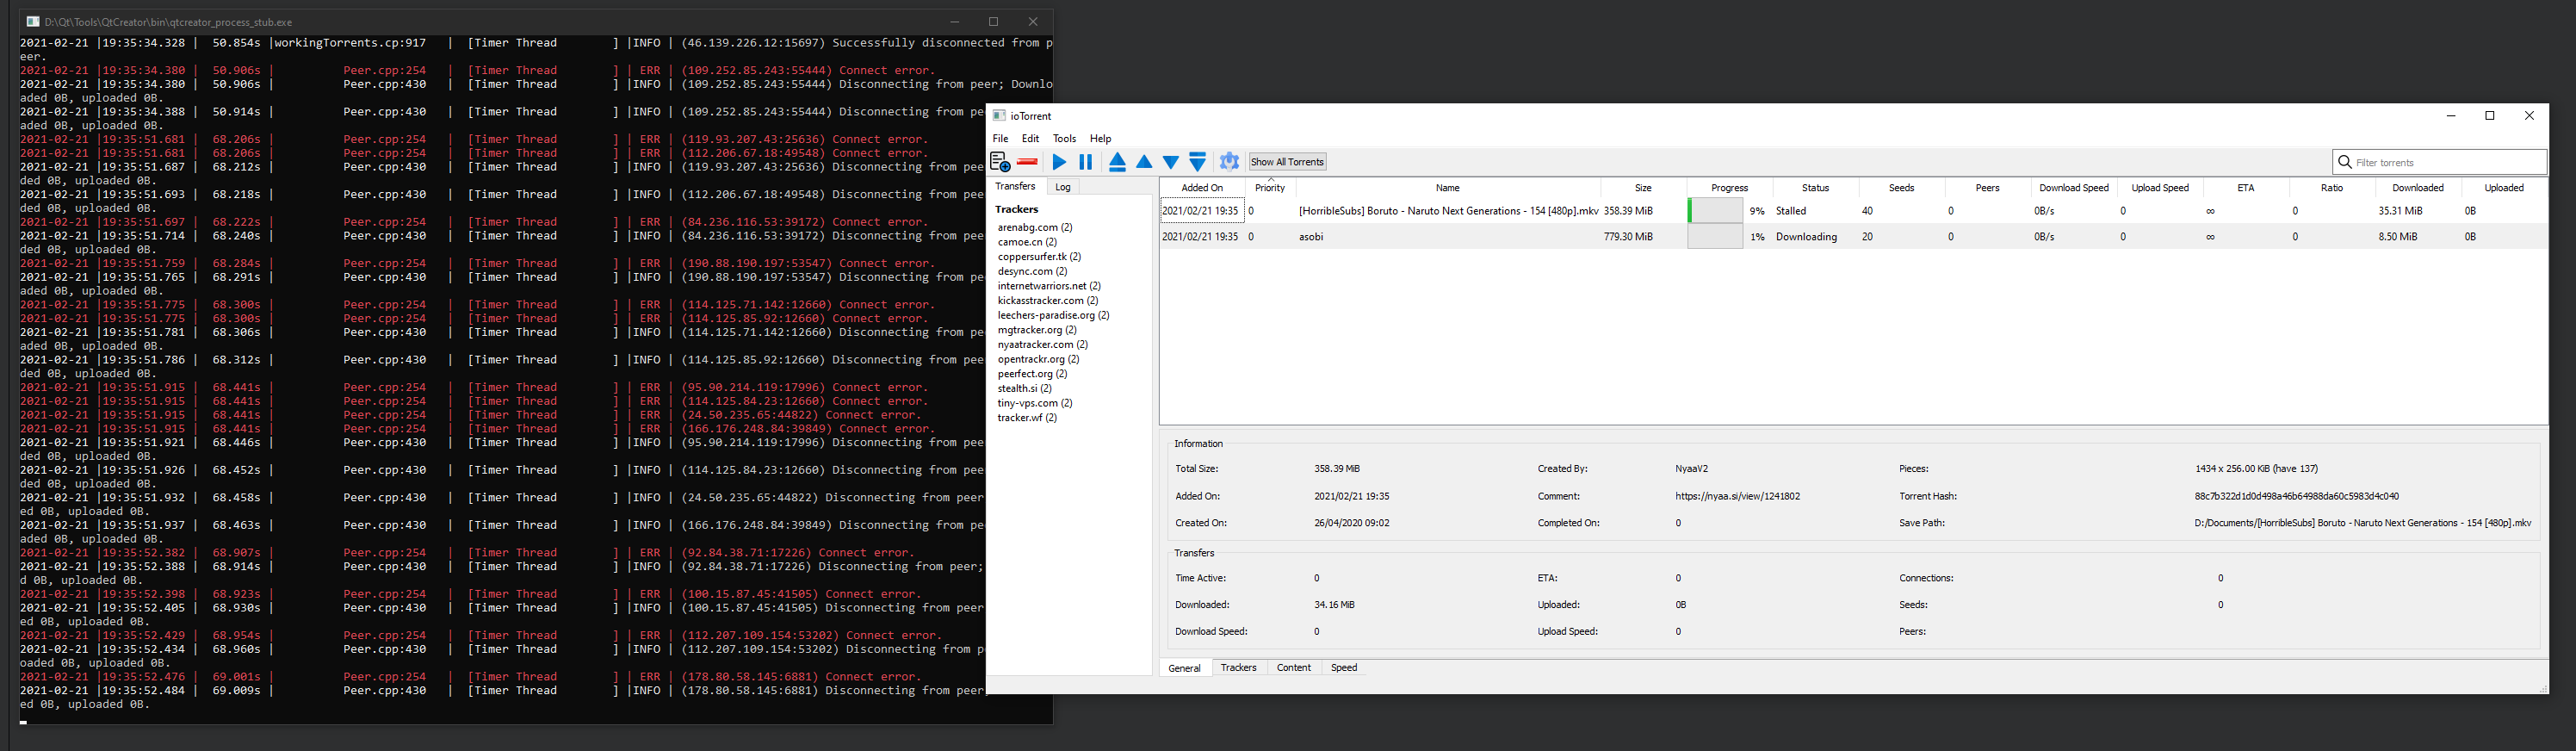 D:\Qt\Tools\QtCreator\bin\qtcreator_process_stub.exe
2021-02-21 |19:35:34.328 | 50.854s |workingTorrents.cp:917 | [Timer Thread ] |INFO | (46.139.226.12:15697) Successfully disconnected from p
eer.
2021-02-21 |19:35:34.380 | 50.906s | Peer.cpp:254 | [Timer Thread ] | ERR | (109.252.85.243:55444) Connect error.
2021-02-21 |19:35:34.380 | 50.906s | Peer.cpp:430 | [Timer Thread ] |INFO | (109.252.85.243:55444) Disconnecting from peer; Downlo
aded 0B, uploaded 0B.
2021-02-21 |19:35:34.388 | 50.914s | Peer.cpp:430 | [Timer Thread ] |INFO | (109.252.85.243:55444) Disconnecting from pee
aded 0B, uploaded 0B.
2021-02-21 |19:35:51.681 | 68.206s | Peer.cpp:254 | [Timer Thread ] | ERR | (119.93.207.43:25636) Connect error.
2021-02-21 |19:35:51.681 | 68.206s | Peer.cpp:254 | [Timer Thread ] | ERR | (112.206.67.18:49548) Connect error.
2021-02-21 |19:35:51.687 | 68.212s | Peer.cpp:430 | [Timer Thread ] |INFO | (119.93.207.43:25636) Disconnecting from pee
ded 0B, uploaded 0B.
2021-02-21 |19:35:51.693 | 68.218s | Peer.cpp:430 | [Timer Thread ] |INFO | (112.206.67.18:49548) Disconnecting from pee
ded 0B, uploaded 0B.
2021-02-21 |19:35:51.697 | 68.222s | Peer.cpp:254 | [Timer Thread ] | ERR | (84.236.116.53:39172) Connect error.
2021-02-21 |19:35:51.714 | 68.240s | Peer.cpp:430 | [Timer Thread ] |INFO | (84.236.116.53:39172) Disconnecting from pee
ded 0B, uploaded 0B.
2021-02-21 |19:35:51.759 | 68.284s | Peer.cpp:254 | [Timer Thread ] | ERR | (190.88.190.197:53547) Connect error.
2021-02-21 |19:35:51.765 | 68.291s | Peer.cpp:430 | [Timer Thread ] |INFO | (190.88.190.197:53547) Disconnecting from pe
aded 0B, uploaded 0B.
2021-02-21 |19:35:51.775 | 68.300s | Peer.cpp:254 | [Timer Thread ] | ERR | (114.125.71.142:12660) Connect error.
2021-02-21 |19:35:51.775 | 68.300s | Peer.cpp:254 | [Timer Thread ] | ERR | (114.125.85.92:12660) Connect error.
2021-02-21 |19:35:51.781 | 68.306s | Peer.cpp:430 | [Timer Thread ] |INFO | (114.125.71.142:12660) Disconnecting from pe
aded 0B, uploaded 0B.
2021-02-21 |19:35:51.786 | 68.312s | Peer.cpp:430 | [Timer Thread ] |INFO | (114.125.85.92:12660) Disconnecting from pee
ded 0B, uploaded 0B.
2021-02-21 |19:35:51.915 | 68.441s | Peer.cpp:254 | [Timer Thread ] | ERR | (95.90.214.119:17996) Connect error.
2021-02-21 |19:35:51.915 | 68.441s | Peer.cpp:254 | [Timer Thread ] | ERR | (114.125.84.23:12660) Connect error.
2021-02-21 |19:35:51.915 | 68.441s | Peer.cpp:254 | [Timer Thread ] | ERR | (24.50.235.65:44822) Connect error.
2021-02-21 |19:35:51.915 | 68.441s | Peer.cpp:254 | [Timer Thread ] | ERR | (166.176.248.84:39849) Connect error.
2021-02-21 |19:35:51.921 | 68.446s | Peer.cpp:430 | [Timer Thread ] |INFO | (95.90.214.119:17996) Disconnecting from pee
ded 0B, uploaded 0B.
2021-02-21 |19:35:51.926 | 68.452s | Peer.cpp:430 | [Timer Thread ] |INFO | (114.125.84.23:12660) Disconnecting from pee
ded 0B, uploaded 0B.
2021-02-21 |19:35:51.932 | 68.458s | Peer.cpp:430 | [Timer Thread ] |INFO | (24.50.235.65:44822) Disconnecting from peer
ed 0B, uploaded 0B.
2021-02-21 |19:35:51.937 | 68.463s | Peer.cpp:430 | [Timer Thread ] |INFO | (166.176.248.84:39849) Disconnecting from pe
aded 0B, uploaded 0B.
2021-02-21 |19:35:52.382 | 68.907s | Peer.cpp:254 | [Timer Thread ] | ERR | (92.84.38.71:17226) Connect error.
2021-02-21 |19:35:52.388 | 68.914s | Peer.cpp:430 | [Timer Thread ] |INFO | (92.84.38.71:17226) Disconnecting from peer;
d 0B, uploaded 0B.
2021-02-21 |19:35:52.398 | 68.923s | Peer.cpp:254 | [Timer Thread ] | ERR | (100.15.87.45:41505) Connect error.
2021-02-21 |19:35:52.405 | 68.930s | Peer.cpp:430 | [Timer Thread ] |INFO | (100.15.87.45:41505) Disconnecting from peer
ed 0B, uploaded 0B.
2021-02-21 |19:35:52.429 | 68.954s | Peer.cpp:254 | [Timer Thread ] | ERR | (112.207.109.154:53202) Connect error.
2021-02-21 |19:35:52.434 | 68.960s | Peer.cpp:430 | [Timer Thread ] |INFO | (112.207.109.154:53202) Disconnecting from p
oaded 0B, uploaded 0B.
2021-02-21 |19:35:52.476 | 69.001s | Peer.cpp:254 | [Timer Thread ] | ERR | (178.80.58.145:6881) Connect error.
2021-02-21 |19:35:52.484 | 69.009s | Peer.cpp:430 | [Timer Thread ] |INFO | (178.80.58.145:6881) Disconnecting from peer;
ed 0B, uploaded 0B.
ioTorrent
File Edit Tools Help
Show All Torrents
Filter torrents
Transfers Log
Trackers
arenabg.com (2)
camoe.cn (2)
coppersurfer.tk (2)
desync.com (2)
internetwarriors.net (2)
kickasstracker.com (2)
leechers-paradise.org (2)
mgtracker.org (2)
nyaatracker.com (2)
opentrackr.org (2)
peerfect.org (2)
stealth.si (2)
tiny-vps.com (2)
tracker.wf (2)
Added On Priority Name Size Progress Status Seeds Peers Download Speed Upload Speed ETA Ratio Downloaded Uploaded
2021/02/21 19:35 0 [HorribleSubs] Boruto - Naruto Next Generations - 154 [480p].mkv 358.39 MiB 9% Stalled 40 0 0B/s 0 ∞ 0 35.31 MiB 0B
2021/02/21 19:35 0 asobi 779.30 MiB 1% Downloading 20 0 0B/s 0 ∞ 0 8.50 MiB 0B
Information
Total Size: 358.39 MiB Created By: NyaaV2 Pieces: 1434 x 256.00 KiB (have 137)
Added On: 2021/02/21 19:35 Comment: https://nyaa.si/view/1241802 Torrent Hash: 88c7b322d1d0d498a46b64988da60c5983d4c040
Created On: 26/04/2020 09:02 Completed On: 0 Save Path: D:/Documents/[HorribleSubs] Boruto - Naruto Next Generations - 154 [480p].mkv
Transfers
Time Active: 0 ETA: 0 Connections: 0
Downloaded: 34.16 MiB Uploaded: 0B Seeds: 0
Download Speed: 0 Upload Speed: 0 Peers:
General Trackers Content Speed